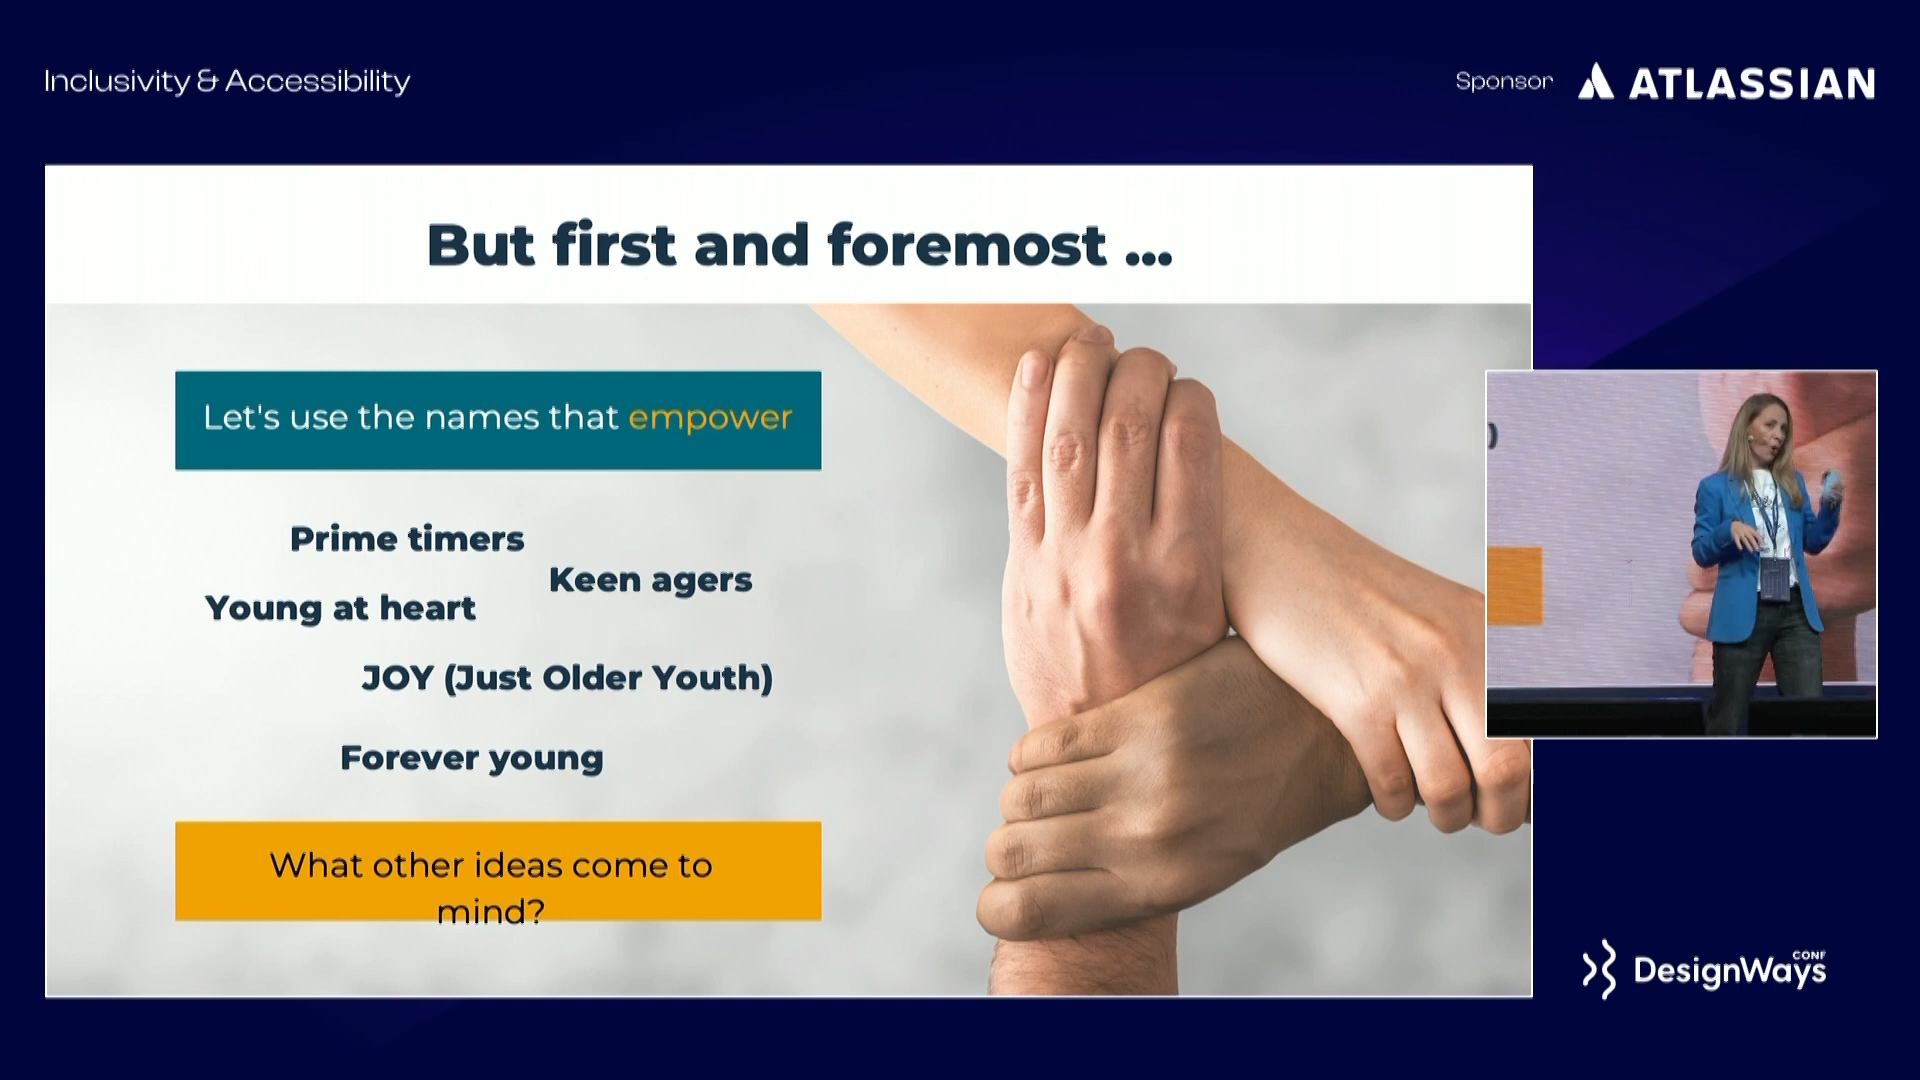 Inclusivity & Accessibility
Sponsor ATLASSIAN
But first and foremost ...
Let's use the names that empower
Prime timers
Keen agers
Young at heart
JOY (Just Older Youth)
Forever young
What other ideas come to
mind?
DesignWays CONF